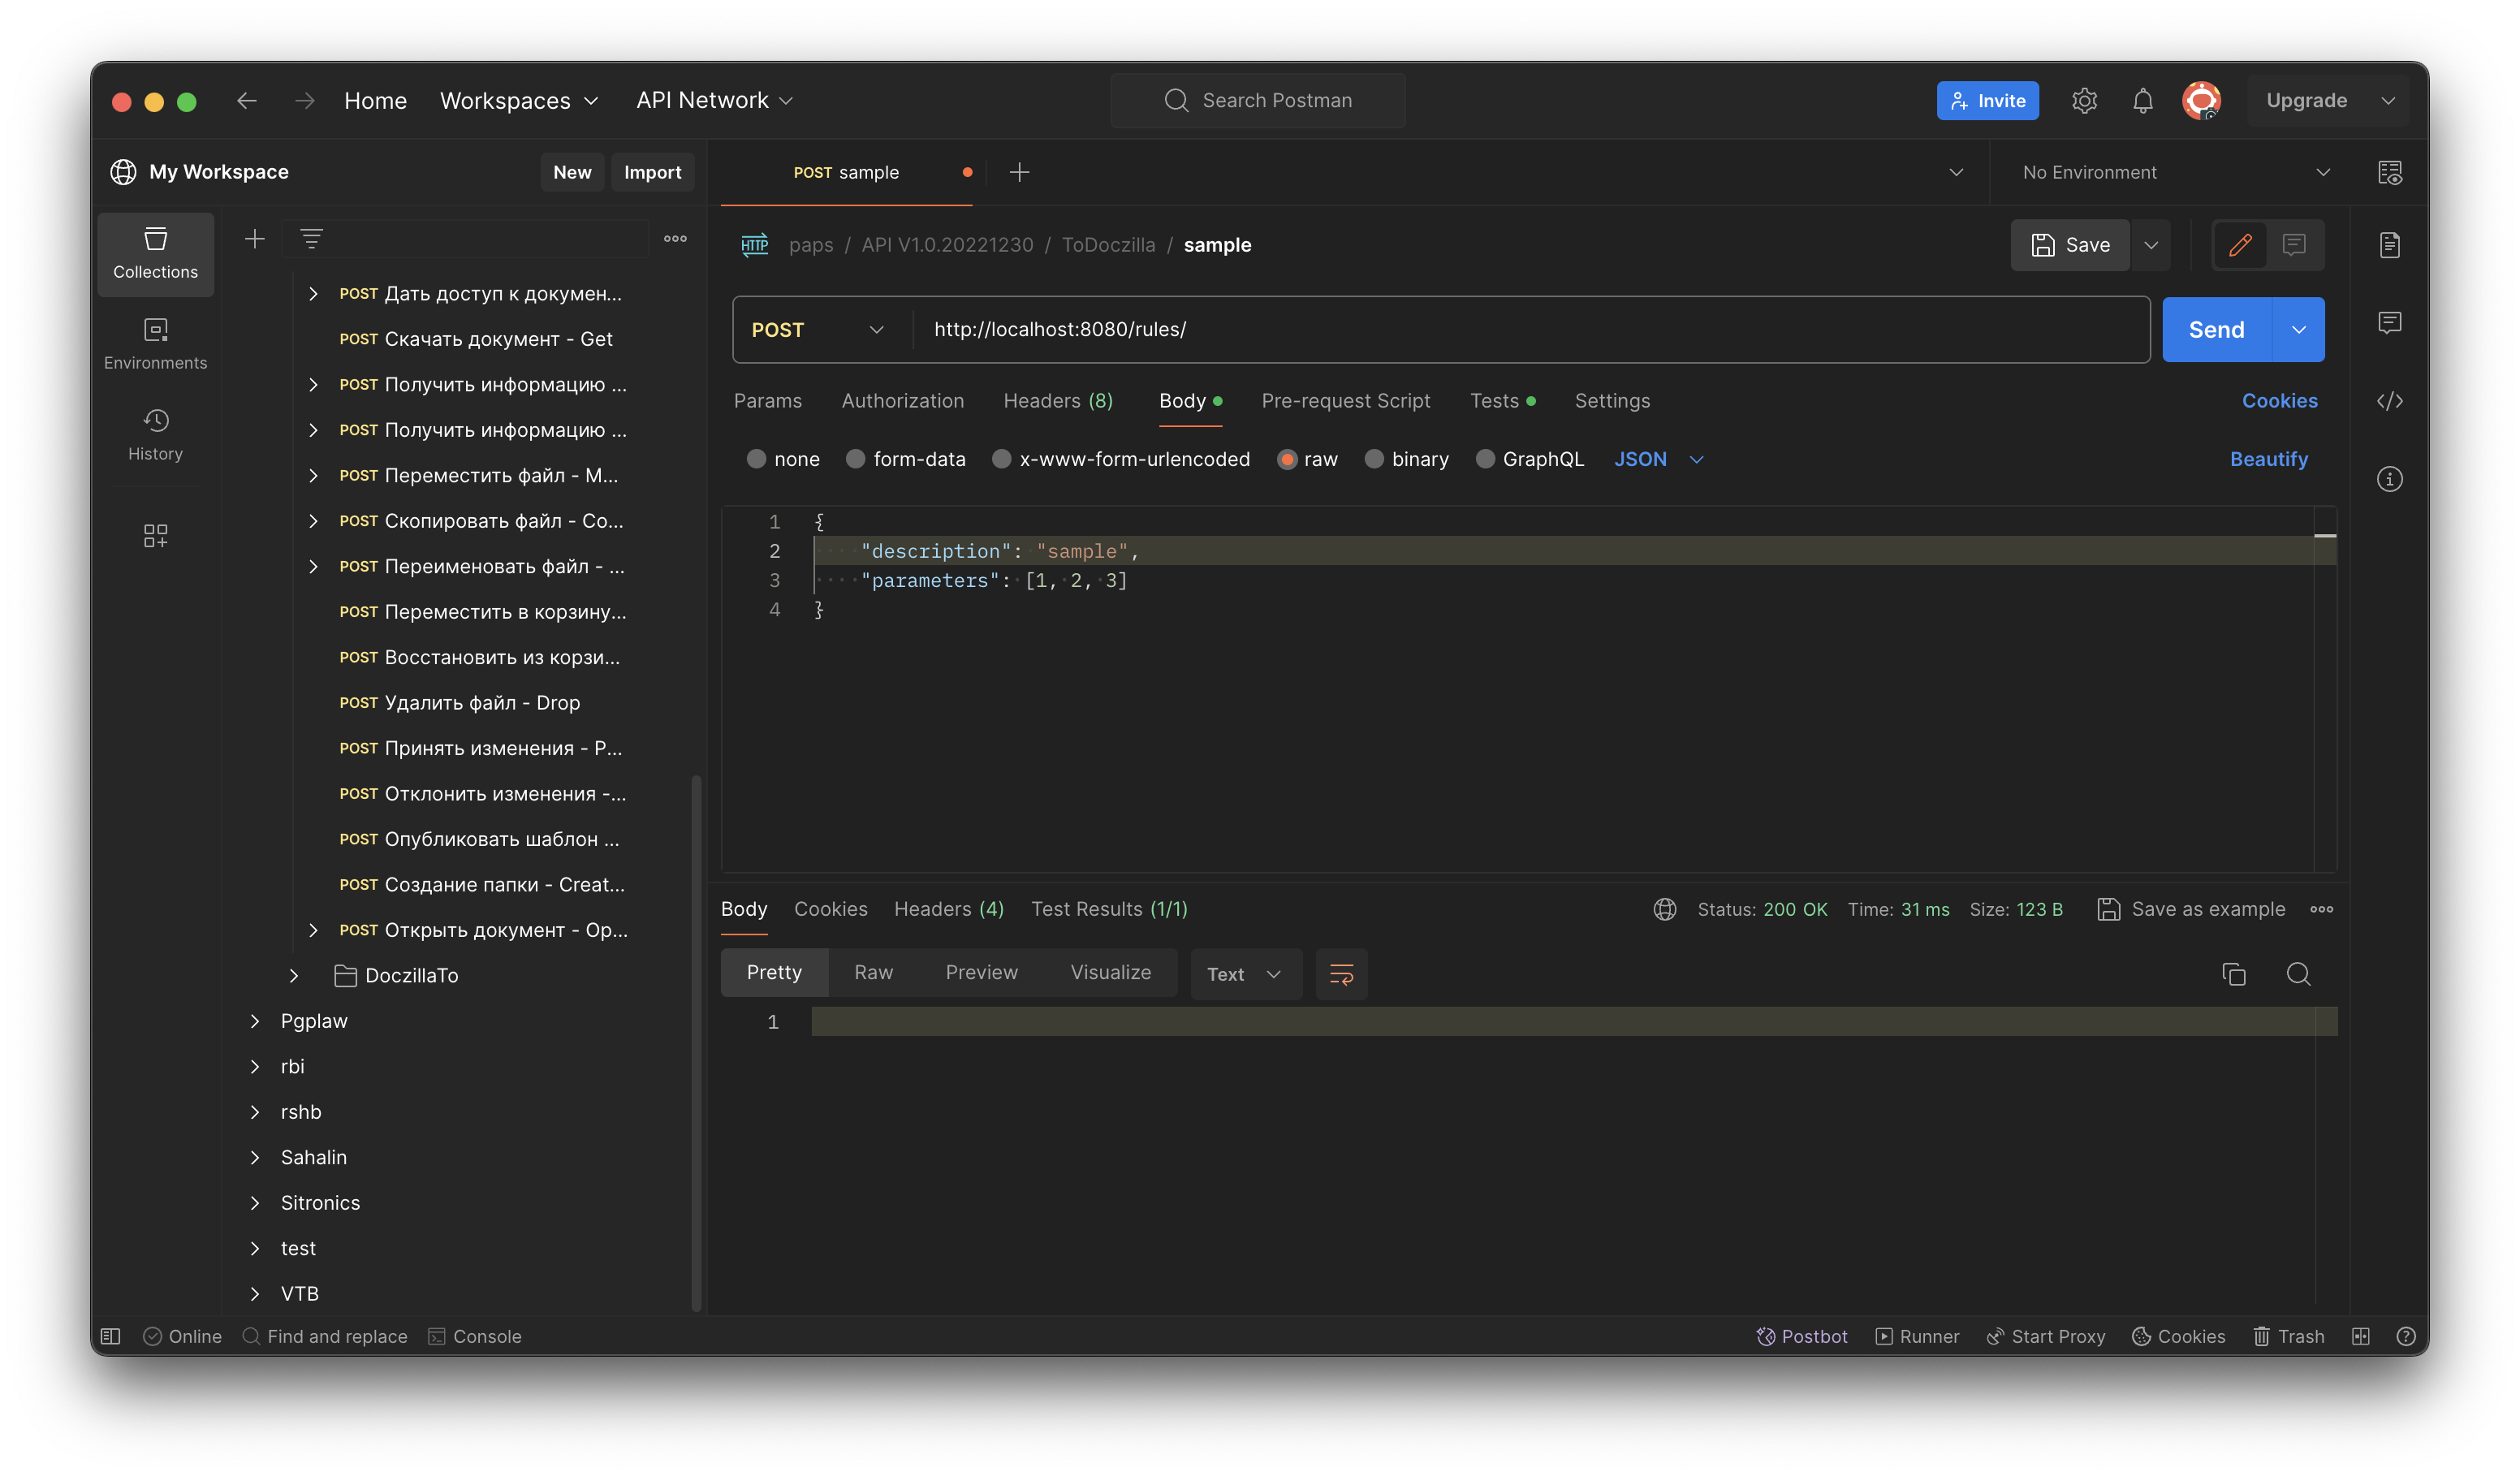 Home Workspaces API Network Search Postman Invite Upgrade
My Workspace New Import POST sample No Environment
Collections
Environments
History
POST Дать доступ к докумен...
POST Скачать документ - Get
POST Получить информацию ...
POST Получить информацию ...
POST Переместить файл - M...
POST Скопировать файл - Co...
POST Переименовать файл - ...
POST Переместить в корзину...
POST Восстановить из корзи...
POST Удалить файл - Drop
POST Принять изменения - P...
POST Отклонить изменения -...
POST Опубликовать шаблон ...
POST Создание папки - Creat...
POST Открыть документ - Op...
DoczillaTo
Pgplaw
rbi
rshb
Sahalin
Sitronics
test
VTB
HTTP paps / API V1.0.20221230 / ToDoczilla / sample Save
POST http://localhost:8080/rules/ Send
Params Authorization Headers (8) Body Pre-request Script Tests Settings Cookies
none form-data x-www-form-urlencoded raw binary GraphQL JSON Beautify
1 {
2 "description": "sample",
3 "parameters": [1, 2, 3]
4 }
Body Cookies Headers (4) Test Results (1/1) Status: 200 OK Time: 31 ms Size: 123 B Save as example
Pretty Raw Preview Visualize Text
1
Online Find and replace Console Postbot Runner Start Proxy Cookies Trash